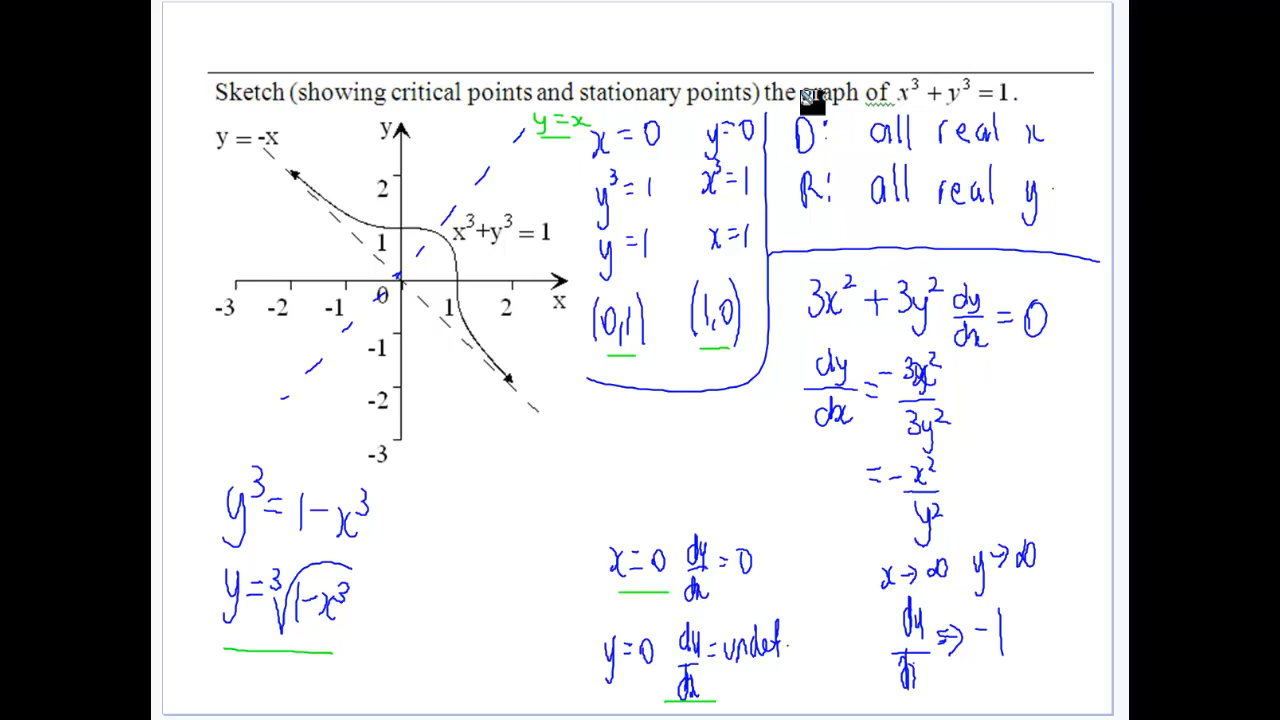 Sketch (showing critical points and stationary points) the graph of x³ + y³ = 1.
y = -x
y
y = x
2
1
x³+y³ = 1
-3 -2 -1 0 1 2 x
-1
-2
-3
x = 0 y = 0
y³ = 1 x³ = 1
y = 1 x = 1
(0,1) (1,0)
D: all real x
R: all real y
3x² + 3y² dy/dx = 0
dy/dx = -3x²/3y²
= -x²/y²
y³ = 1 - x³
y = ³√(1-x³)
x = 0 dy/dx = 0
y = 0 dy/dx = undef.
x → ∞ y → ∞
dy/dx → -1